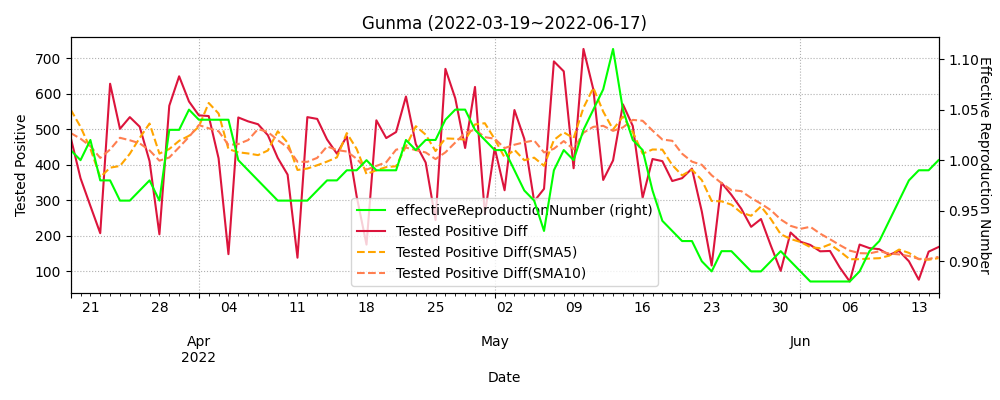 Gunma (2022-03-19~2022-06-17)
Tested Positive
700
600
500
400
300
200
100
1.10
1.05
1.00
0.95
0.90
Effective Reproduction Number
effectiveReproductionNumber (right)
Tested Positive Diff
Tested Positive Diff(SMA5)
Tested Positive Diff(SMA10)
21 28 04 11 18 25 02 09 16 23 30 06 13
Apr May Jun
2022
Date